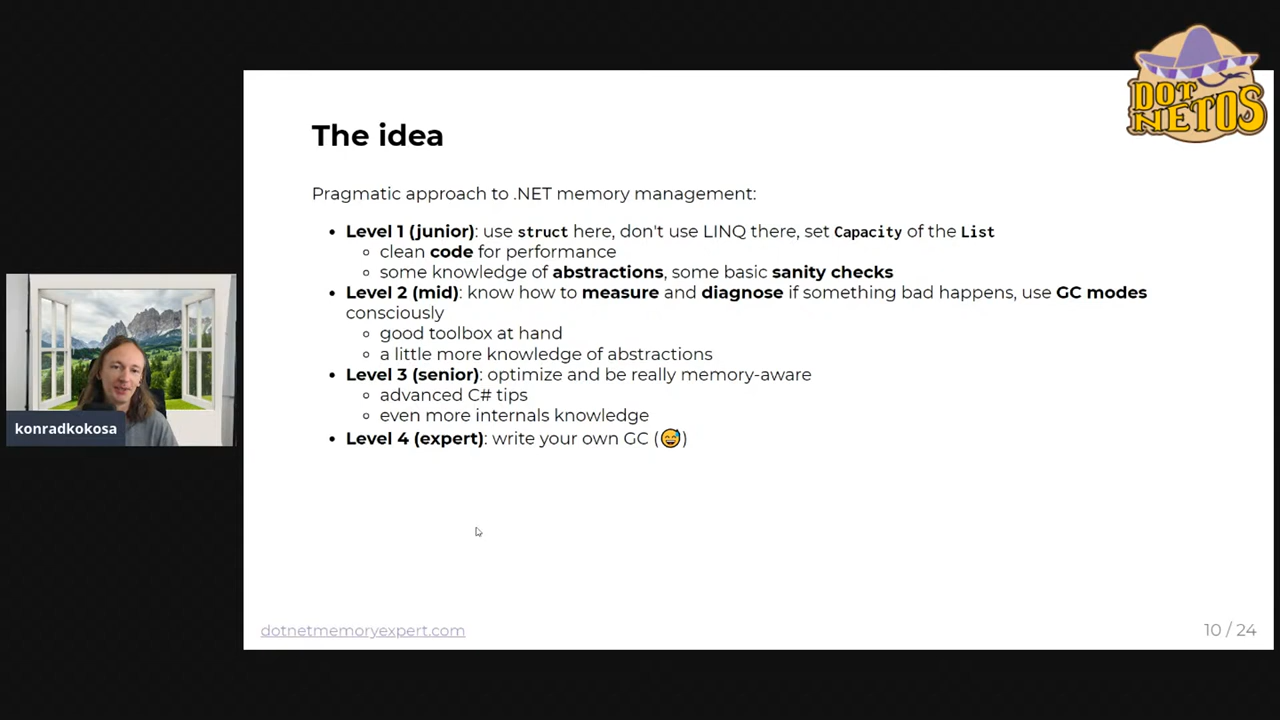 DOT
NETOS
The idea
Pragmatic approach to .NET memory management:
• Level 1 (junior): use struct here, don't use LINQ there, set Capacity of the List
◦ clean code for performance
◦ some knowledge of abstractions, some basic sanity checks
• Level 2 (mid): know how to measure and diagnose if something bad happens, use GC modes
consciously
◦ good toolbox at hand
◦ a little more knowledge of abstractions
• Level 3 (senior): optimize and be really memory-aware
◦ advanced C# tips
◦ even more internals knowledge
• Level 4 (expert): write your own GC (😅)
konradkokosa
dotnetmemoryexpert.com
10 / 24